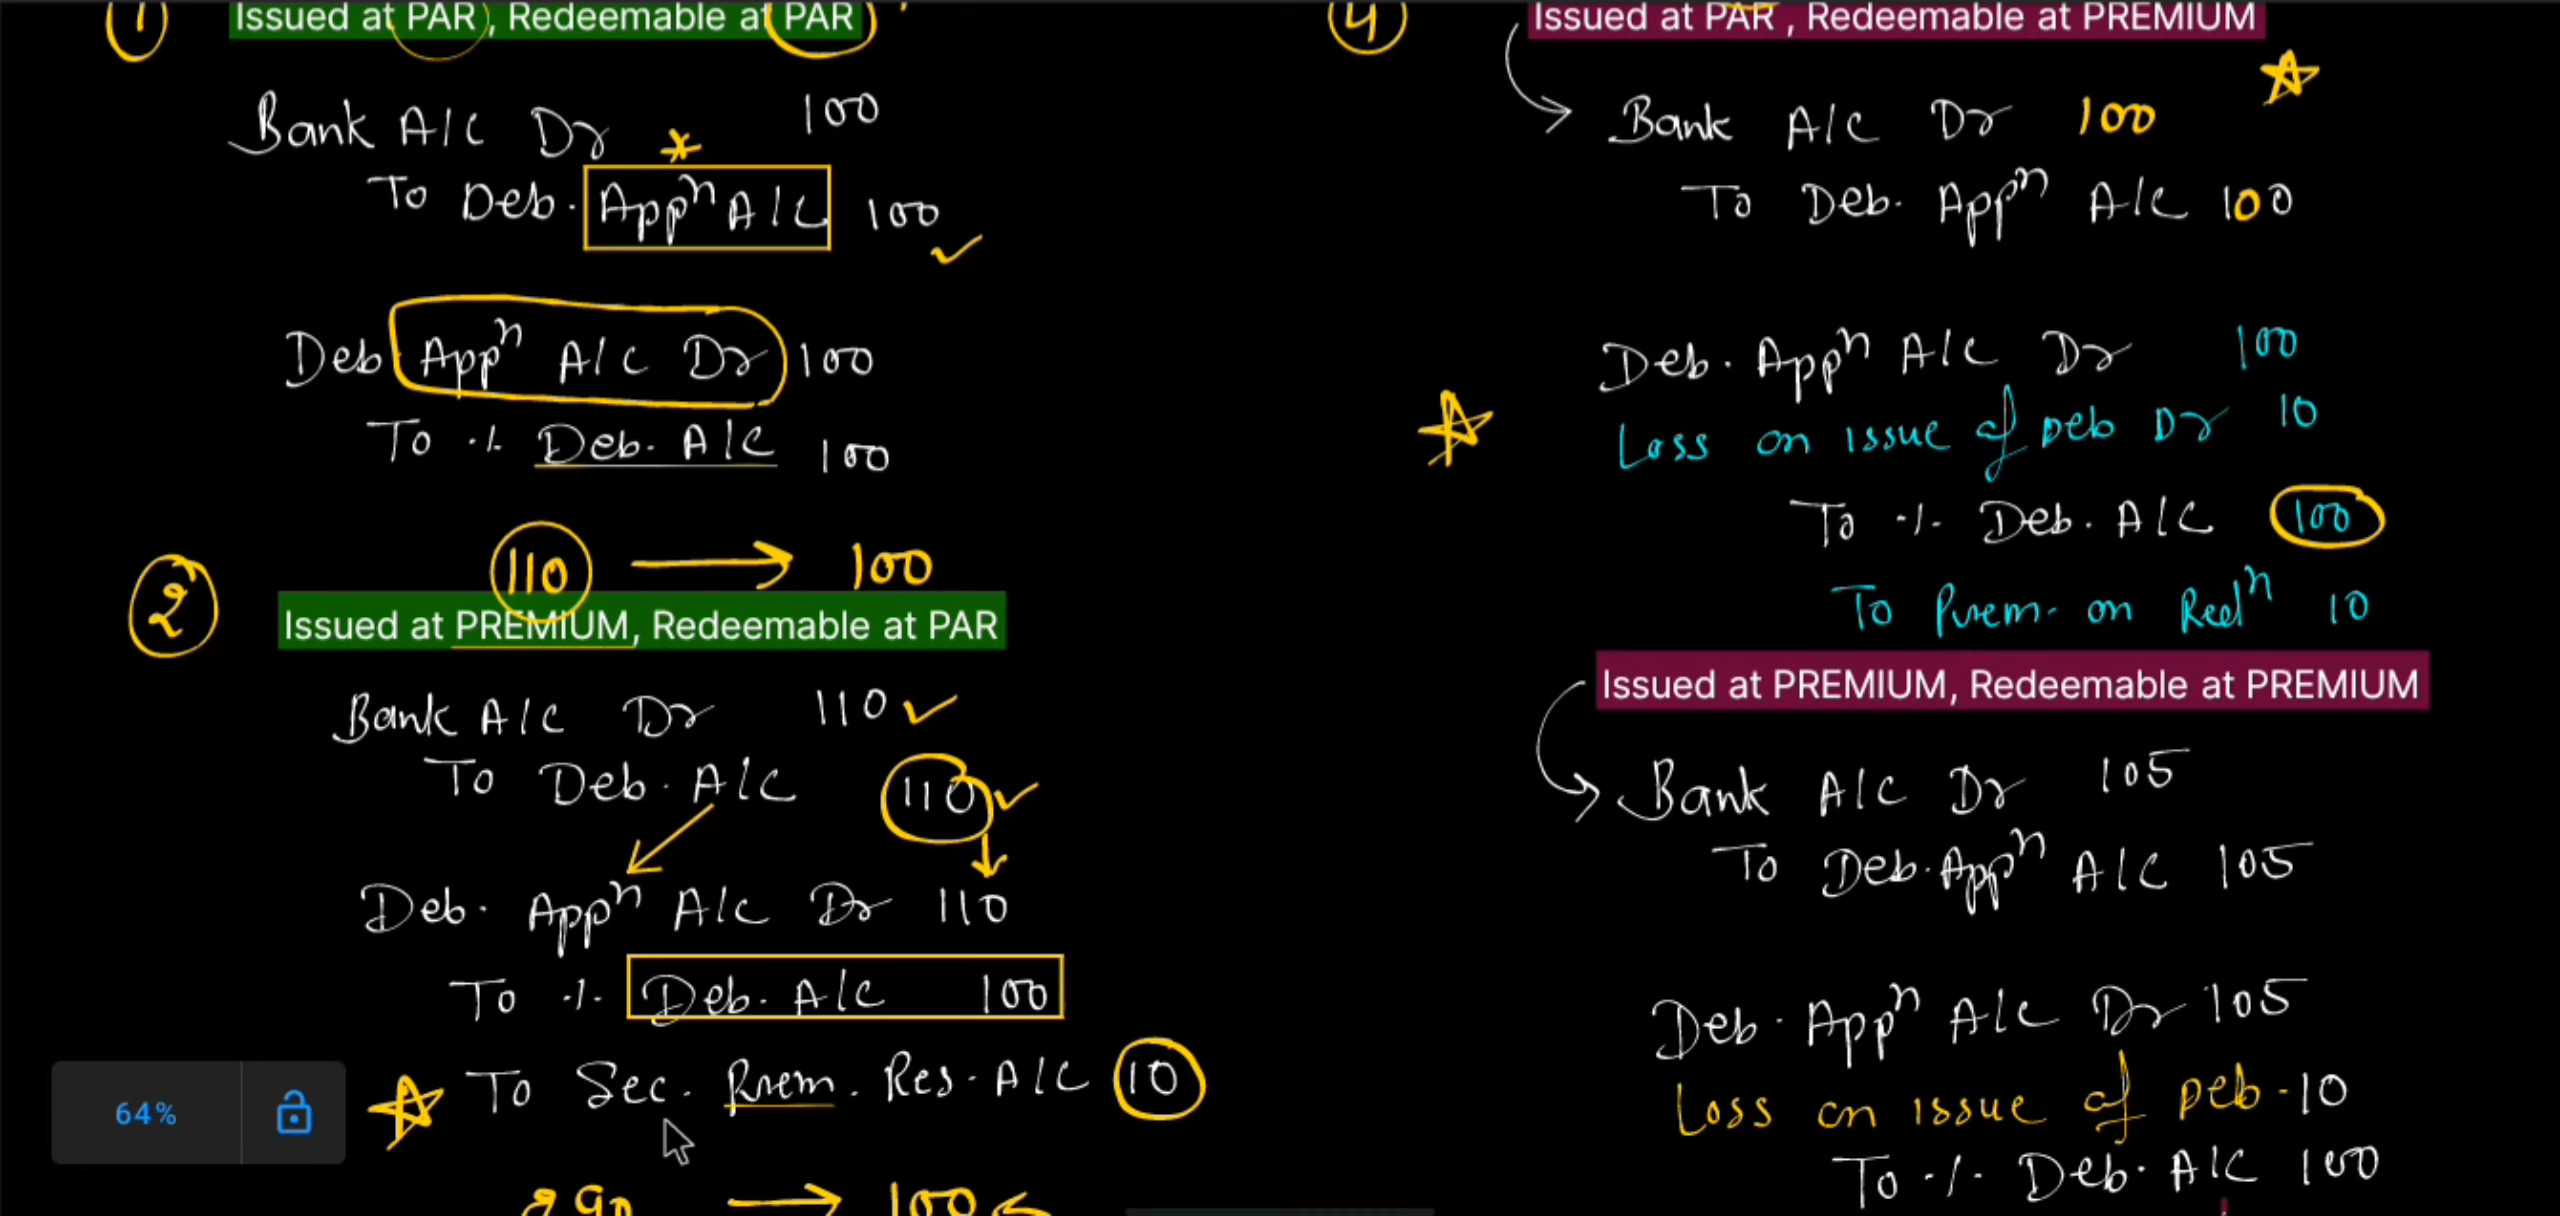 1 Issued at PAR, Redeemable at PAR
Bank A/C Dr 100
To Deb. Appⁿ A/C 100
Deb Appⁿ A/C Dr 100
To ·/. Deb. A/C 100
110 → 100
2 Issued at PREMIUM, Redeemable at PAR
Bank A/C Dr 110
To Deb. A/C 110
Deb. Appⁿ A/C Dr 110
To ·/. Deb. A/C 100
To Sec. Prem. Res. A/C 10
64%
90 → 100
4 Issued at PAR , Redeemable at PREMIUM
Bank A/C Dr 100
To Deb. Appⁿ A/C 100
Deb. Appⁿ A/C Dr 100
Loss on issue of Deb Dr 10
To ·/. Deb. A/C 100
To Prem. on Redⁿ 10
Issued at PREMIUM, Redeemable at PREMIUM
Bank A/C Dr 105
To Deb. Appⁿ A/C 105
Deb. Appⁿ A/C Dr 105
Loss on issue of Deb. 10
To ·/. Deb. A/C 100